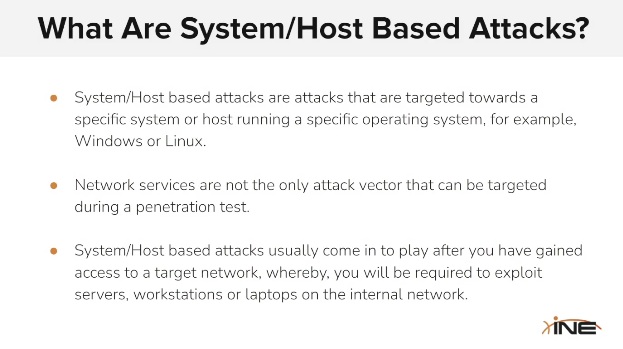 What Are System/Host Based Attacks?
● System/Host based attacks are attacks that are targeted towards a
specific system or host running a specific operating system, for example,
Windows or Linux.
● Network services are not the only attack vector that can be targeted
during a penetration test.
● System/Host based attacks usually come in to play after you have gained
access to a target network, whereby, you will be required to exploit
servers, workstations or laptops on the internal network.
INE